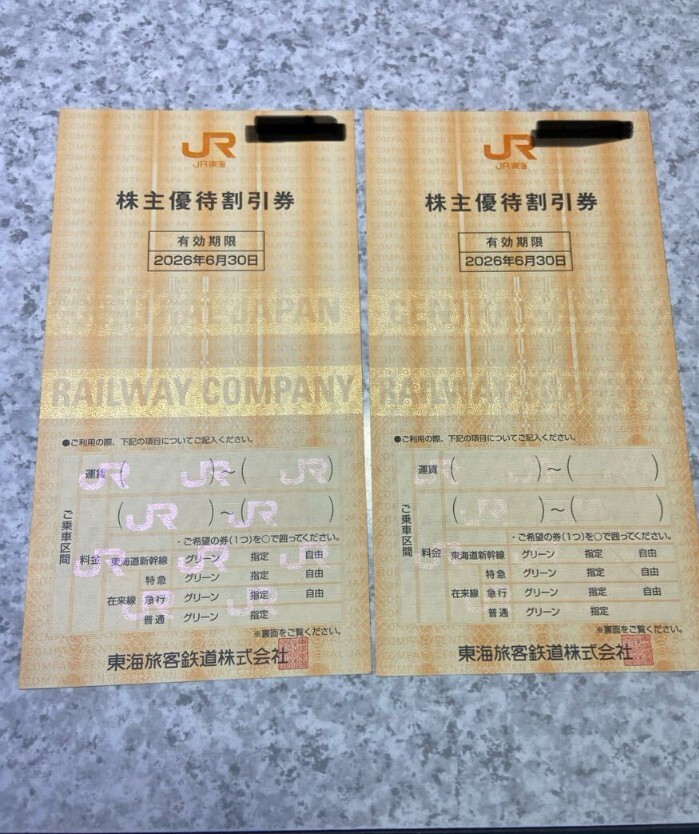 JR
JR東海
株主優待割引券
有効期限
2026年6月30日
CENTRAL JAPAN
RAILWAY COMPANY
●ご利用の際、下記の項目についてご記入ください。
ご乗車区間
運賃 ( )～( )
( )～( )
・ご希望の券（1つ）を○で囲ってください。
料金 東海道新幹線 グリーン 指定 自由
特急 グリーン 指定 自由
在来線 急行 グリーン 指定 自由
普通 グリーン 指定
※裏面をご覧ください。
東海旅客鉄道株式会社
JR
JR東海
株主優待割引券
有効期限
2026年6月30日
CENTRAL
RAILWAY COMPANY
●ご利用の際、下記の項目についてご記入ください。
ご乗車区間
運賃 ( )～( )
( )～( )
・ご希望の券（1つ）を○で囲ってください。
料金 東海道新幹線 グリーン 指定 自由
特急 グリーン 指定 自由
在来線 急行 グリーン 指定 自由
普通 グリーン 指定
※裏面をご覧ください。
東海旅客鉄道株式会社